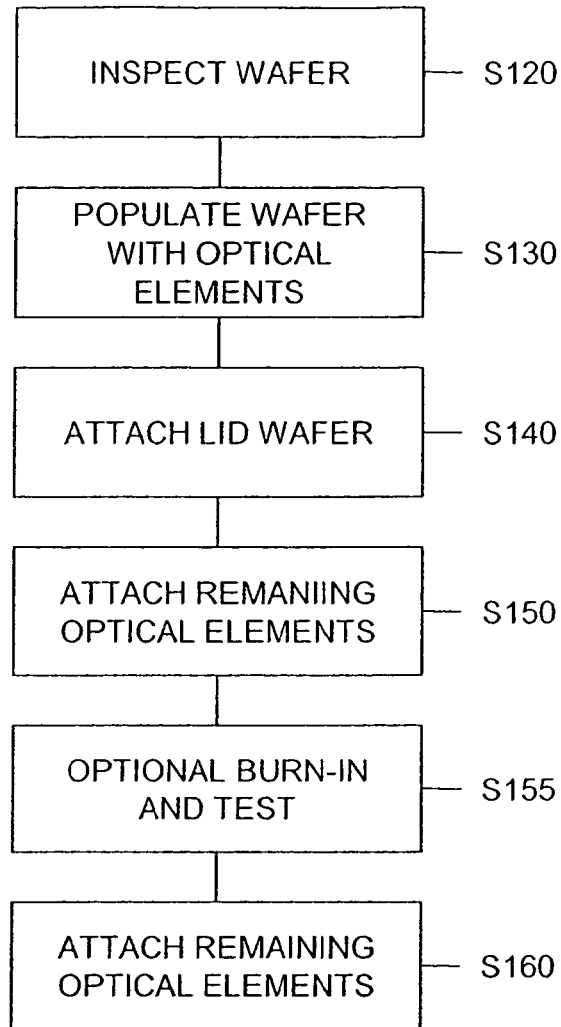 INSPECT WAFER
S120
POPULATE WAFER
WITH OPTICAL
ELEMENTS
S130
ATTACH LID WAFER
S140
ATTACH REMANIING
OPTICAL ELEMENTS
S150
OPTIONAL BURN-IN
AND TEST
S155
ATTACH REMAINING
OPTICAL ELEMENTS
S160